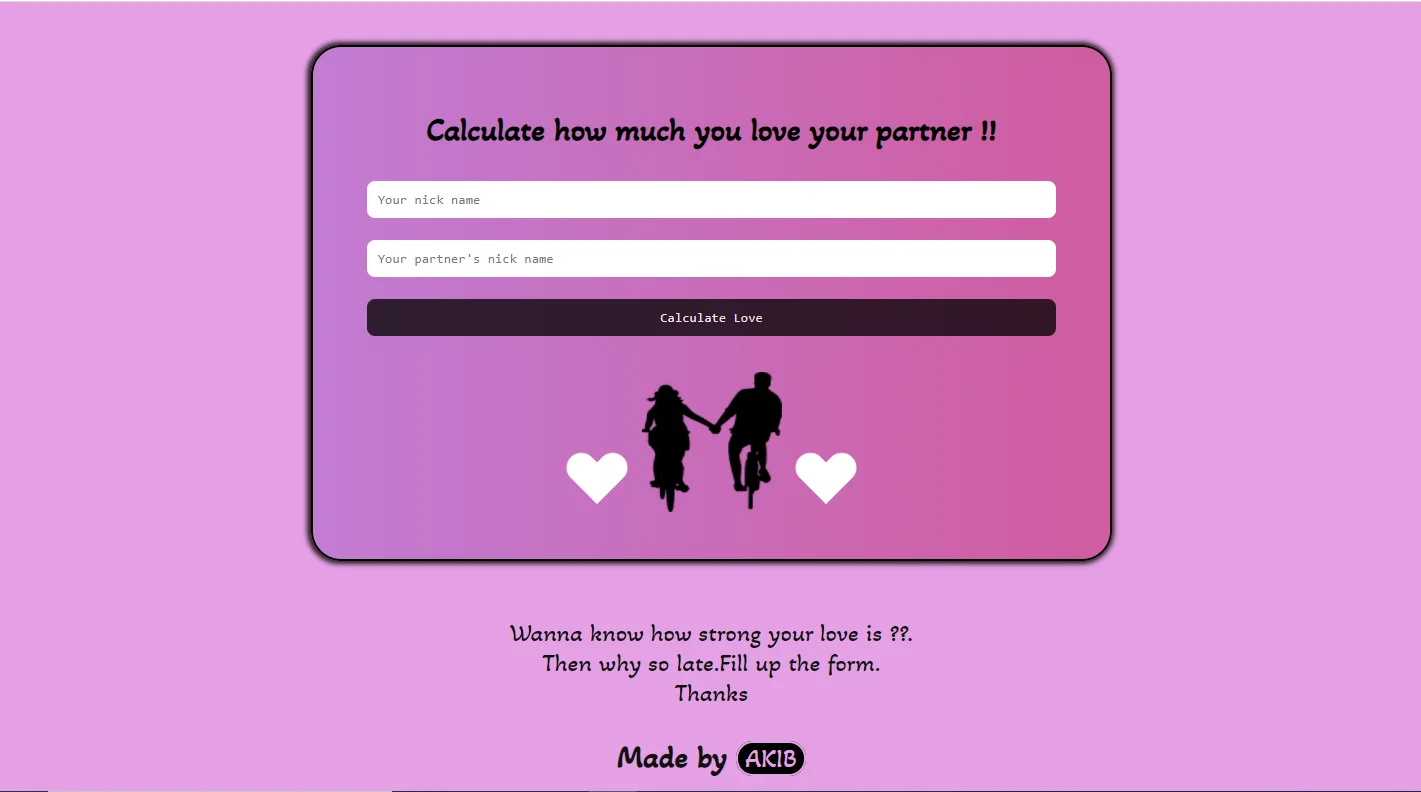 Calculate how much you love your partner !!
Your nick name
Your partner's nick name
Calculate Love
Wanna know how strong your love is ??.
Then why so late.Fill up the form.
Thanks
Made by AKIB